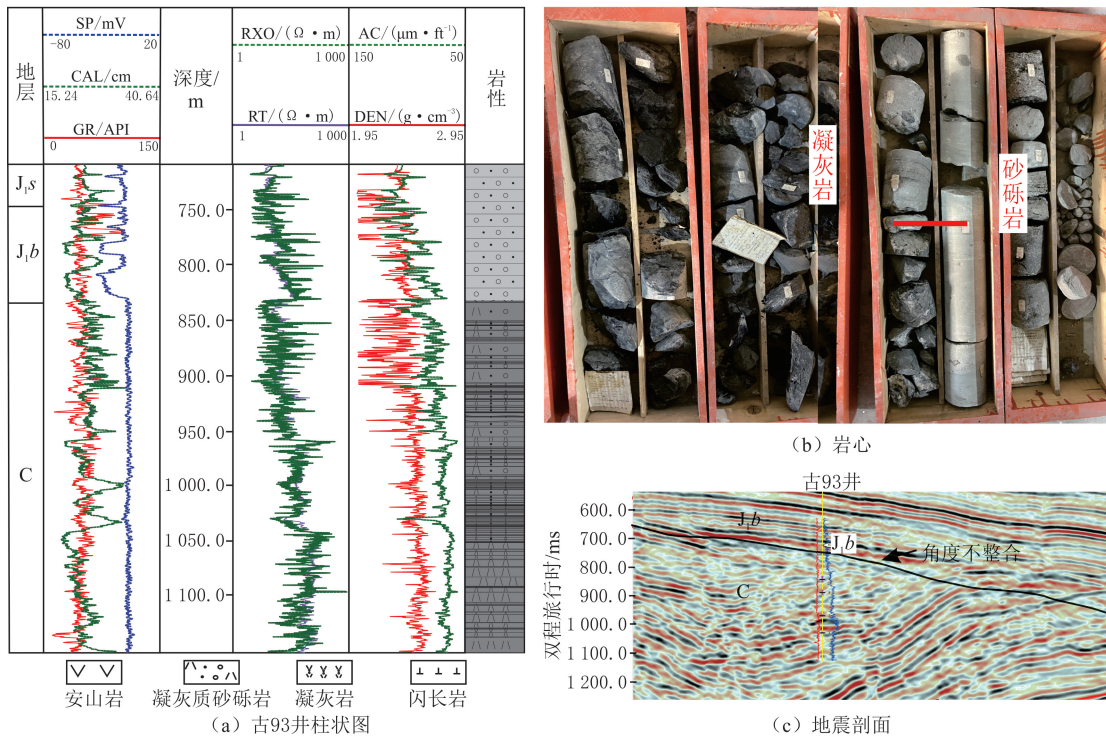 地层
SP/mV
-80 20
CAL/cm
15.24 40.64
GR/API
0 150
深度/
m
RXO/(Ω • m)
1 1 000
RT/(Ω • m)
1 1 000
AC/(μm • ft⁻¹)
150 50
DEN/(g • cm⁻³)
1.95 2.95
岩性
J₁s
J₁b
C
750.0
800.0
850.0
900.0
950.0
1 000.0
1 050.0
1 100.0
安山岩
凝灰质砂砾岩
凝灰岩
闪长岩
(a) 古93井柱状图
凝灰岩
砂砾岩
(b) 岩心
古93井
双程旅行时/ms
600.0
700.0
800.0
900.0
1 000.0
1 100.0
1 200.0
J₁b
J₁b
角度不整合
C
(c) 地震剖面